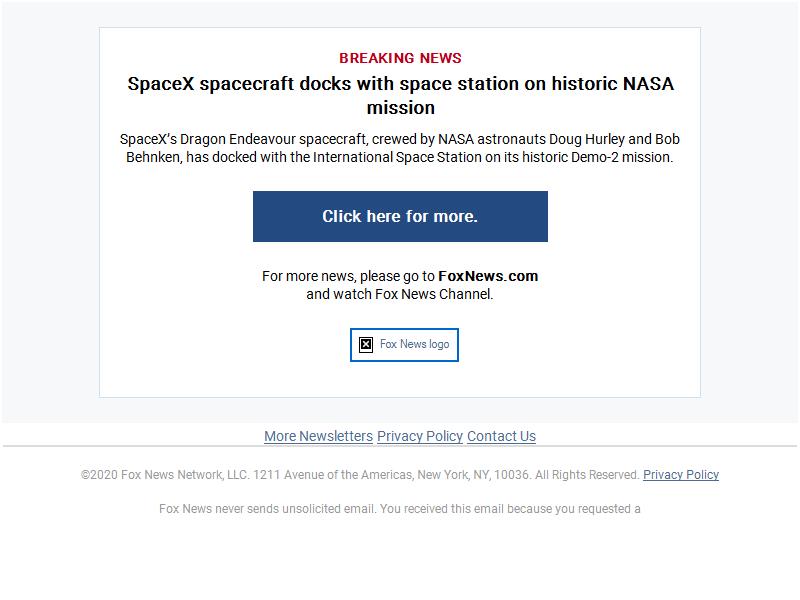 BREAKING NEWS
SpaceX spacecraft docks with space station on historic NASA
mission
SpaceX's Dragon Endeavour spacecraft, crewed by NASA astronauts Doug Hurley and Bob
Behnken, has docked with the International Space Station on its historic Demo-2 mission.
Click here for more.
For more news, please go to FoxNews.com
and watch Fox News Channel.
Fox News logo
More Newsletters Privacy Policy Contact Us
©2020 Fox News Network, LLC. 1211 Avenue of the Americas, New York, NY, 10036. All Rights Reserved. Privacy Policy
Fox News never sends unsolicited email. You received this email because you requested a